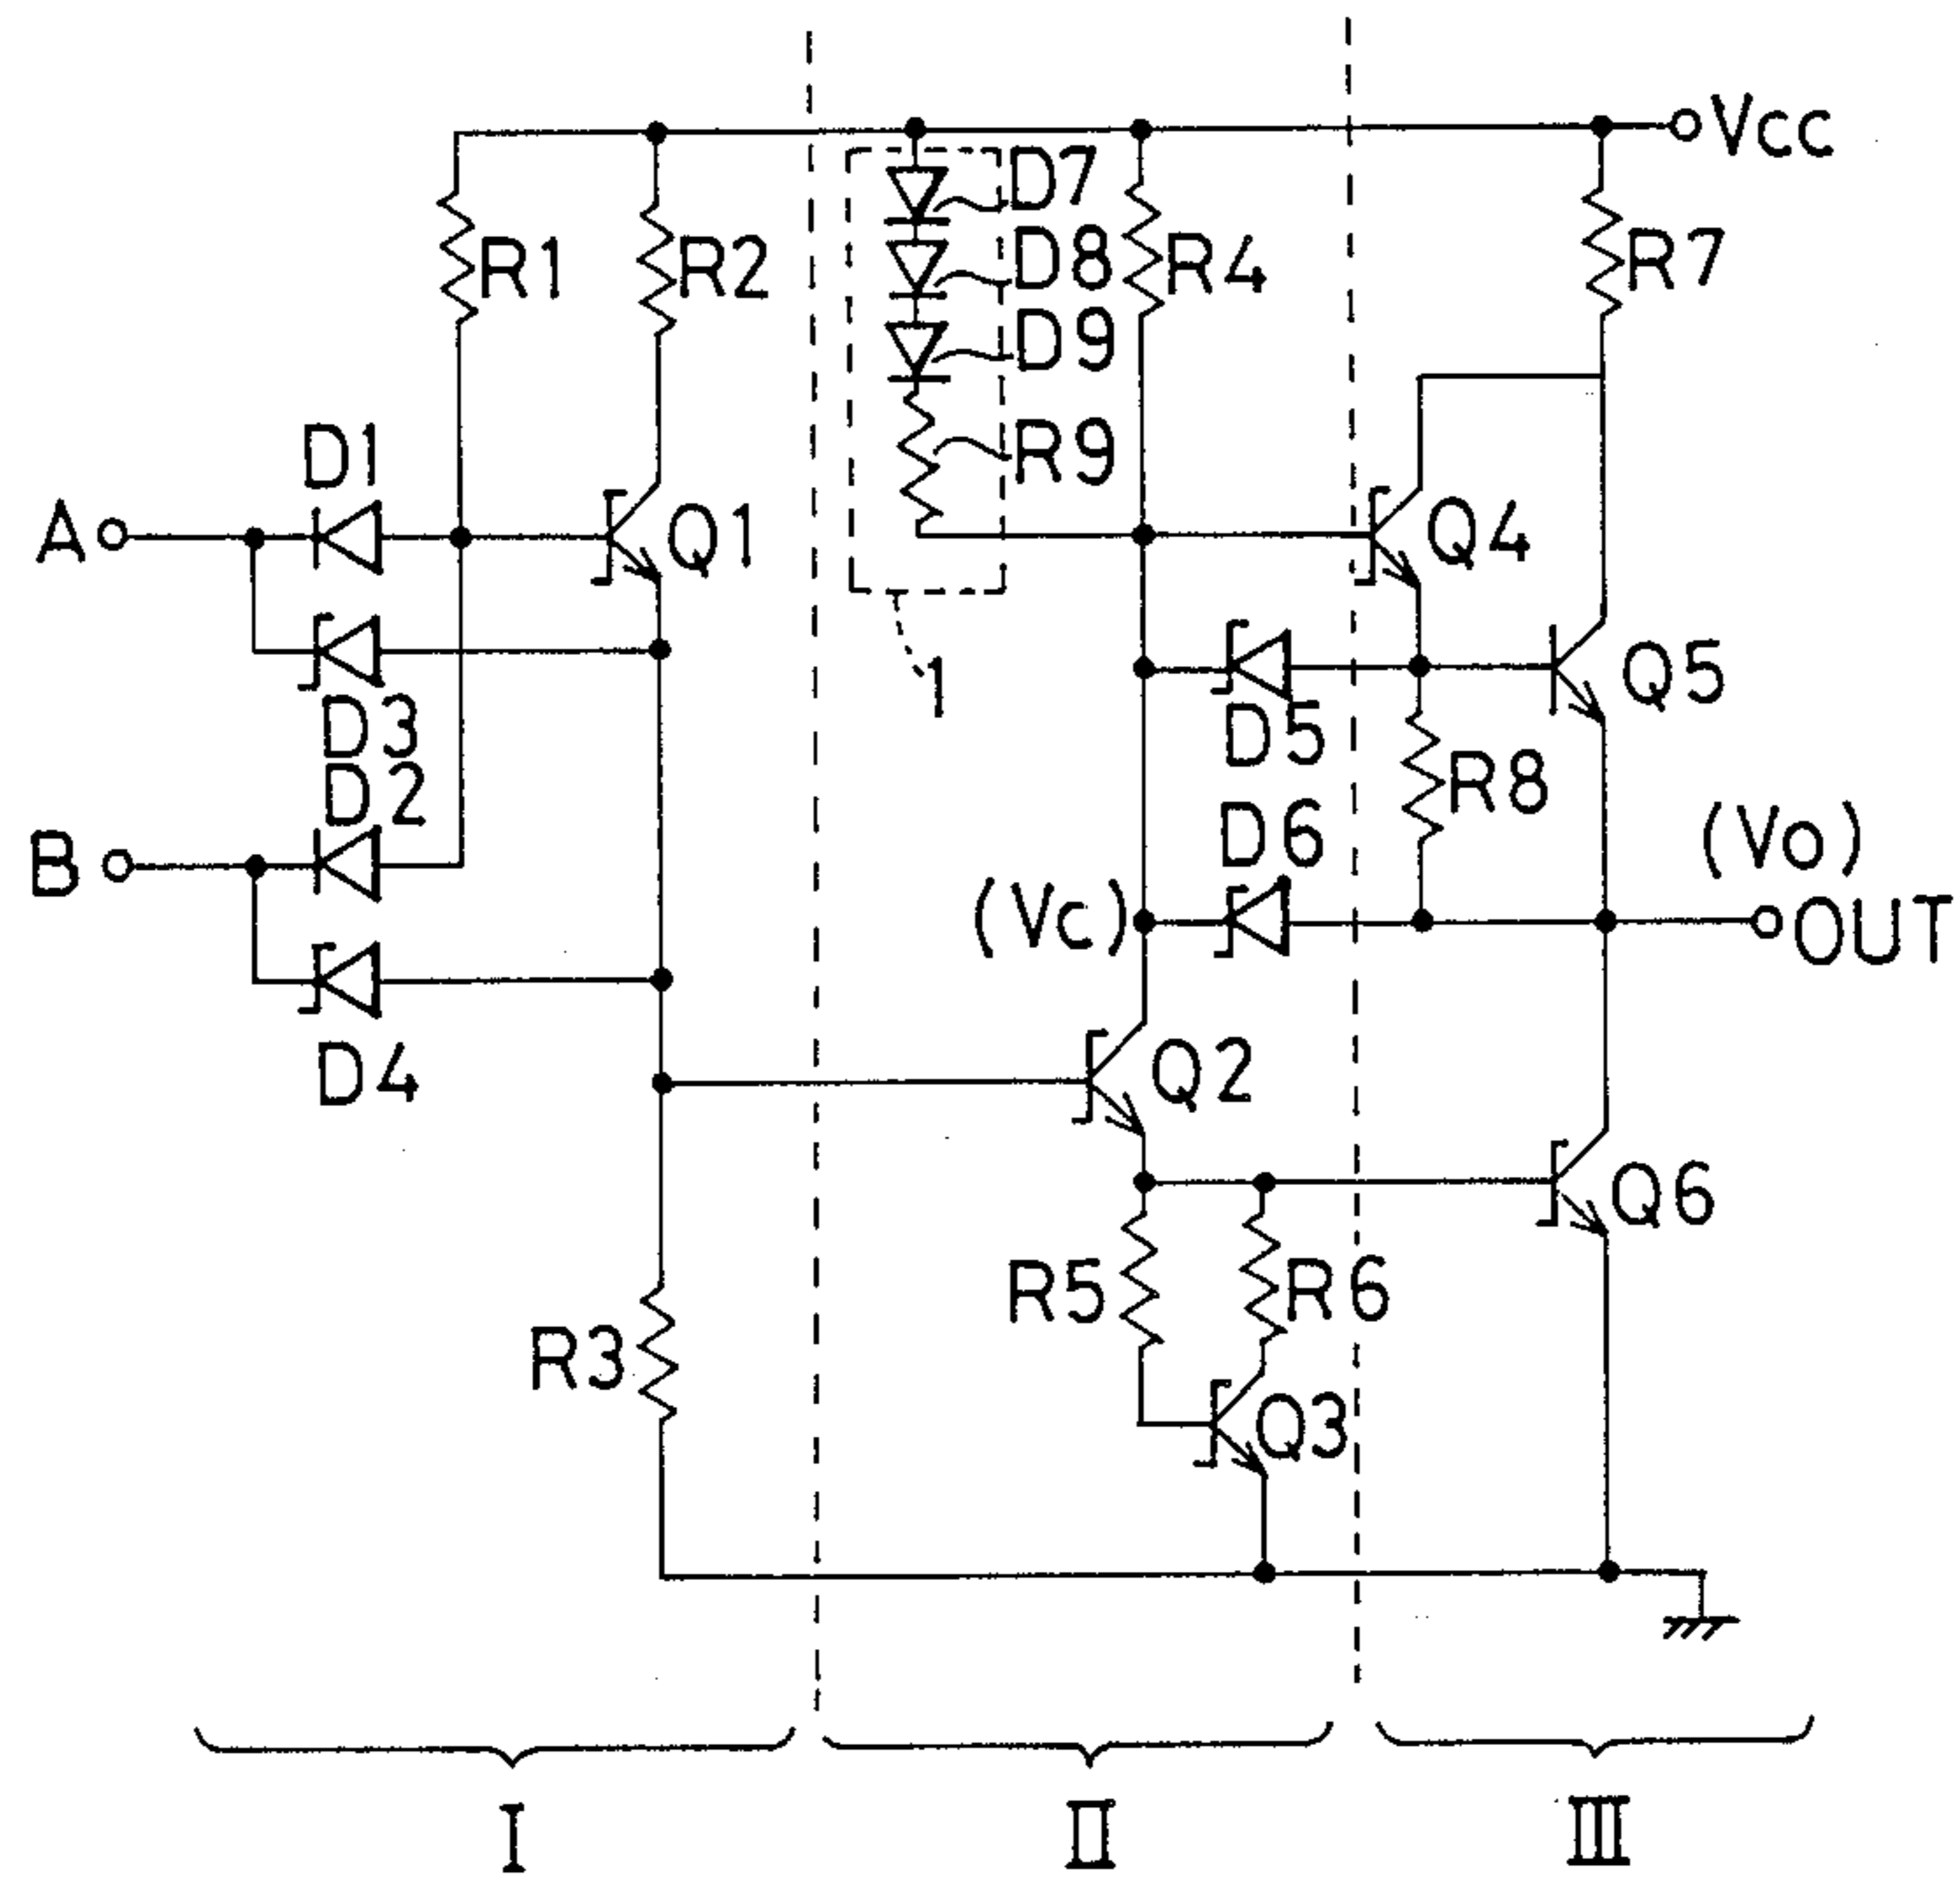 Vcc
D7
D8
R1
R2
R4
R7
D9
D1
R9
A
Q1
Q4
1
Q5
D3
D5
D2
R8
B
D6
(Vo)
(Vc)
OUT
D4
Q2
Q6
R5
R6
R3
Q3
I
II
III